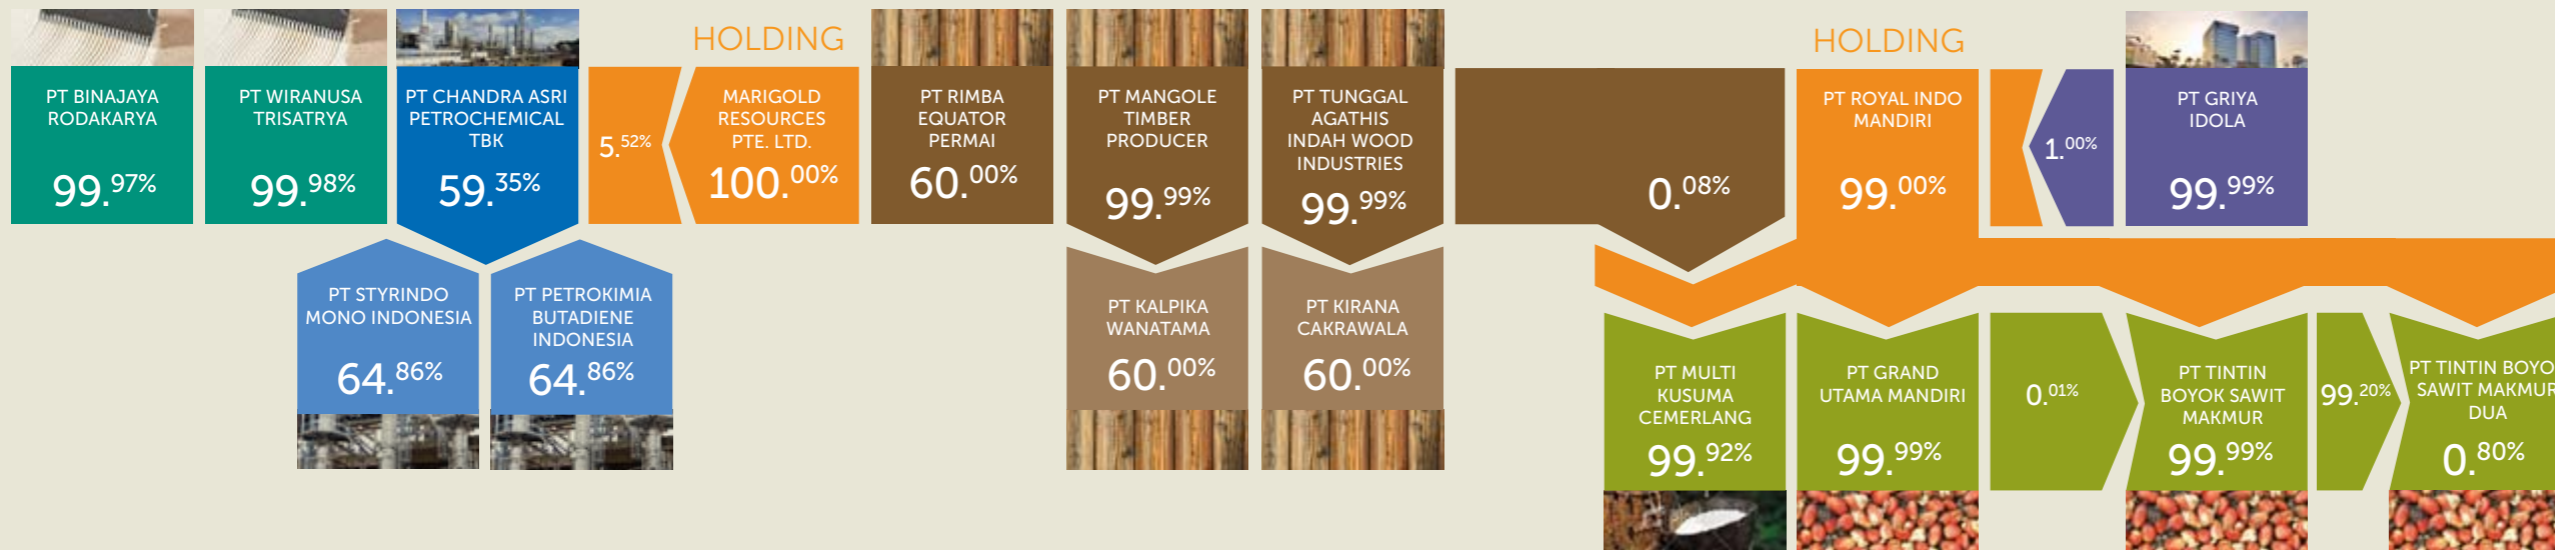 HOLDING
HOLDING
PT BINAJAYA
RODAKARYA
99.97%
PT WIRANUSA
TRISATRYA
99.98%
PT CHANDRA ASRI
PETROCHEMICAL
TBK
59.35%
5.52%
MARIGOLD
RESOURCES
PTE. LTD.
100.00%
PT RIMBA
EQUATOR
PERMAI
60.00%
PT MANGOLE
TIMBER
PRODUCER
99.99%
PT TUNGGAL
AGATHIS
INDAH WOOD
INDUSTRIES
99.99%
0.08%
PT ROYAL INDO
MANDIRI
99.00%
1.00%
PT GRIYA
IDOLA
99.99%
PT STYRINDO
MONO INDONESIA
64.86%
PT PETROKIMIA
BUTADIENE
INDONESIA
64.86%
PT KALPIKA
WANATAMA
60.00%
PT KIRANA
CAKRAWALA
60.00%
PT MULTI
KUSUMA
CEMERLANG
99.92%
PT GRAND
UTAMA MANDIRI
99.99%
0.01%
PT TINTIN
BOYOK SAWIT
MAKMUR
99.99%
99.20%
PT TINTIN BOYO
SAWIT MAKMUR
DUA
0.80%